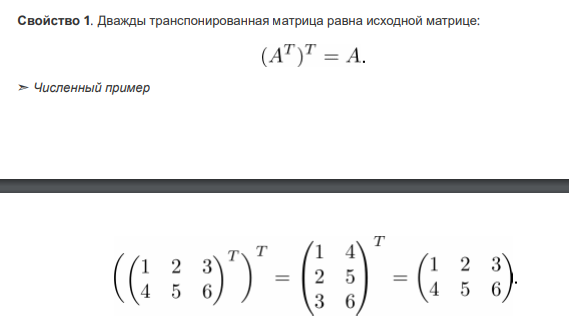 Свойство 1. Дважды транспонированная матрица равна исходной матрице:
(A^T)^T = A.
➣ Численный пример
((1 2 3; 4 5 6)^T)^T = (1 4; 2 5; 3 6)^T = (1 2 3; 4 5 6).